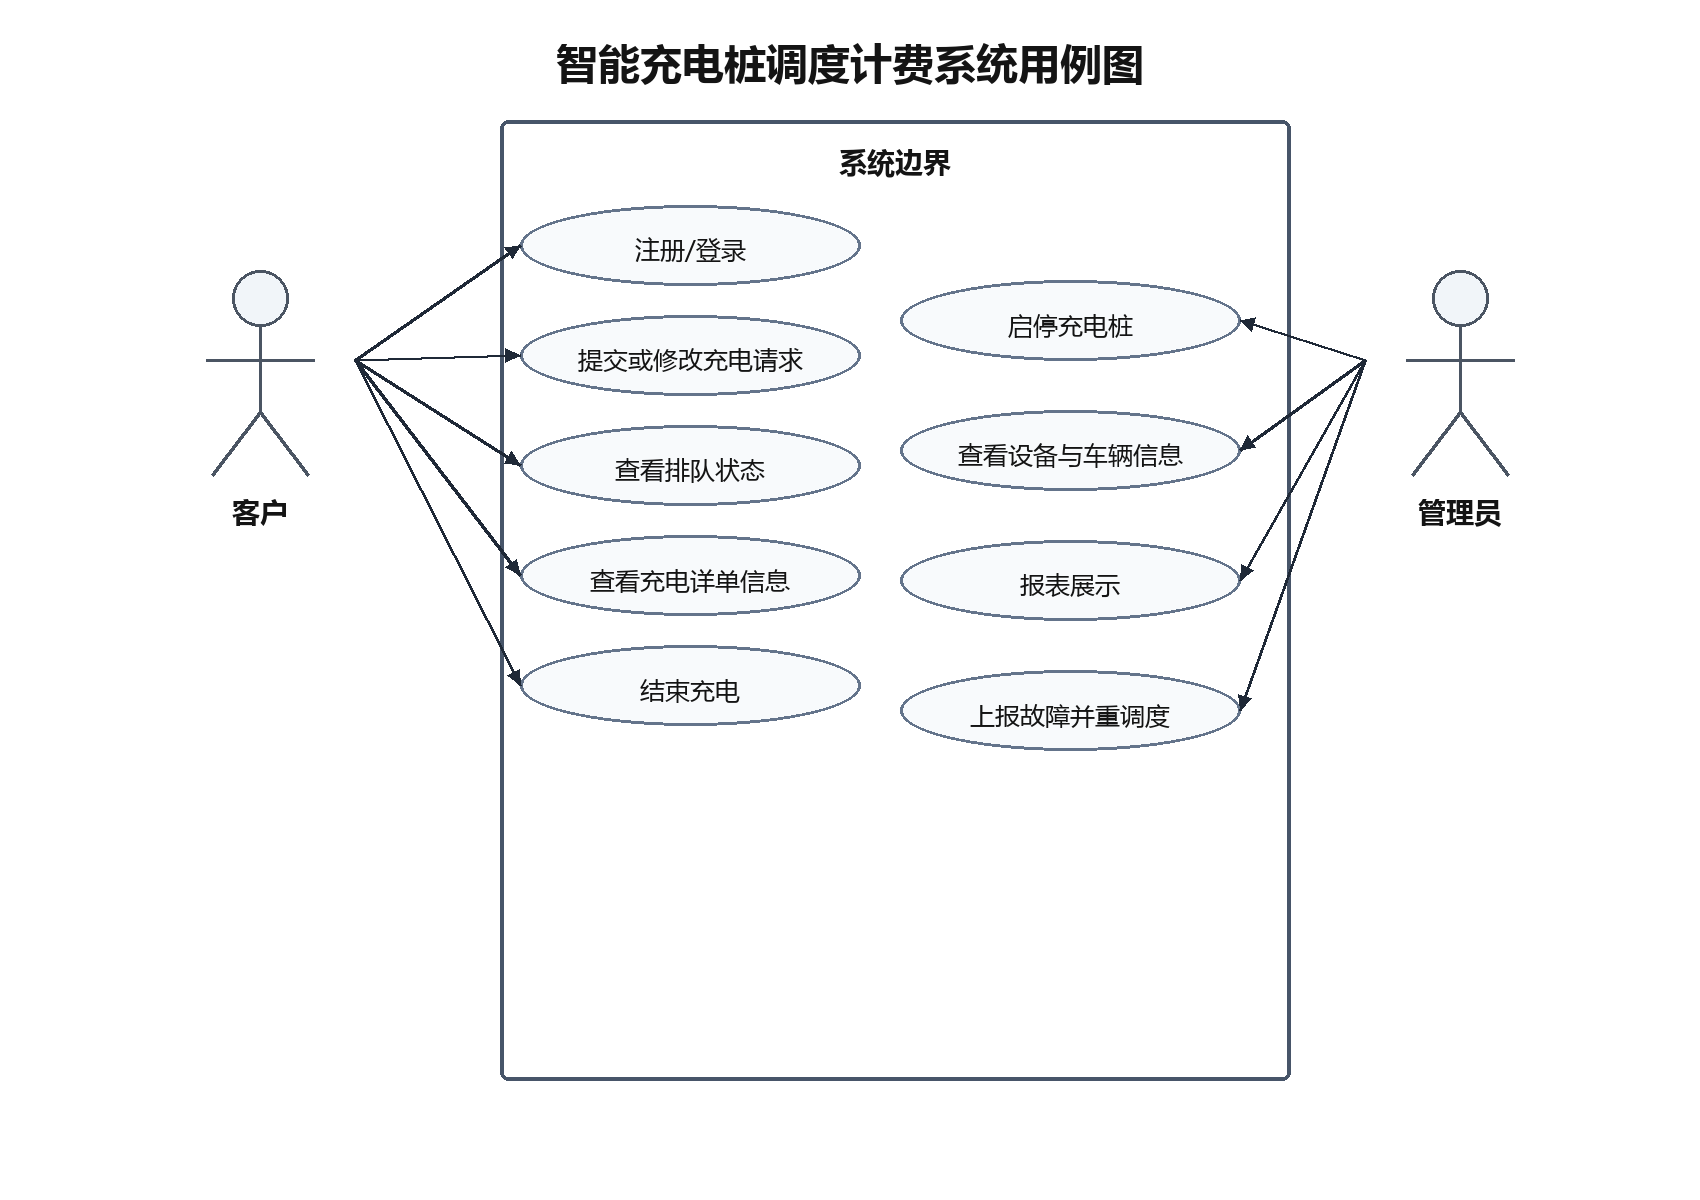 智能充电桩调度计费系统用例图
系统边界
注册/登录
提交或修改充电请求
查看排队状态
查看充电详单信息
结束充电
启停充电桩
查看设备与车辆信息
报表展示
上报故障并重调度
客户
管理员